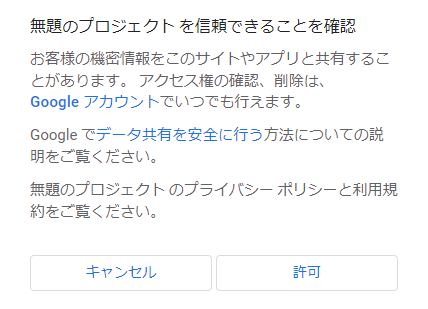 無題のプロジェクト を信頼できることを確認
お客様の機密情報をこのサイトやアプリと共有するこ
とがあります。 アクセス権の確認、削除は、
Google アカウントでいつでも行えます。
Google でデータ共有を安全に行う方法についての説
明をご覧ください。
無題のプロジェクト のプライバシー ポリシーと利用規
約をご覧ください。
キャンセル
許可